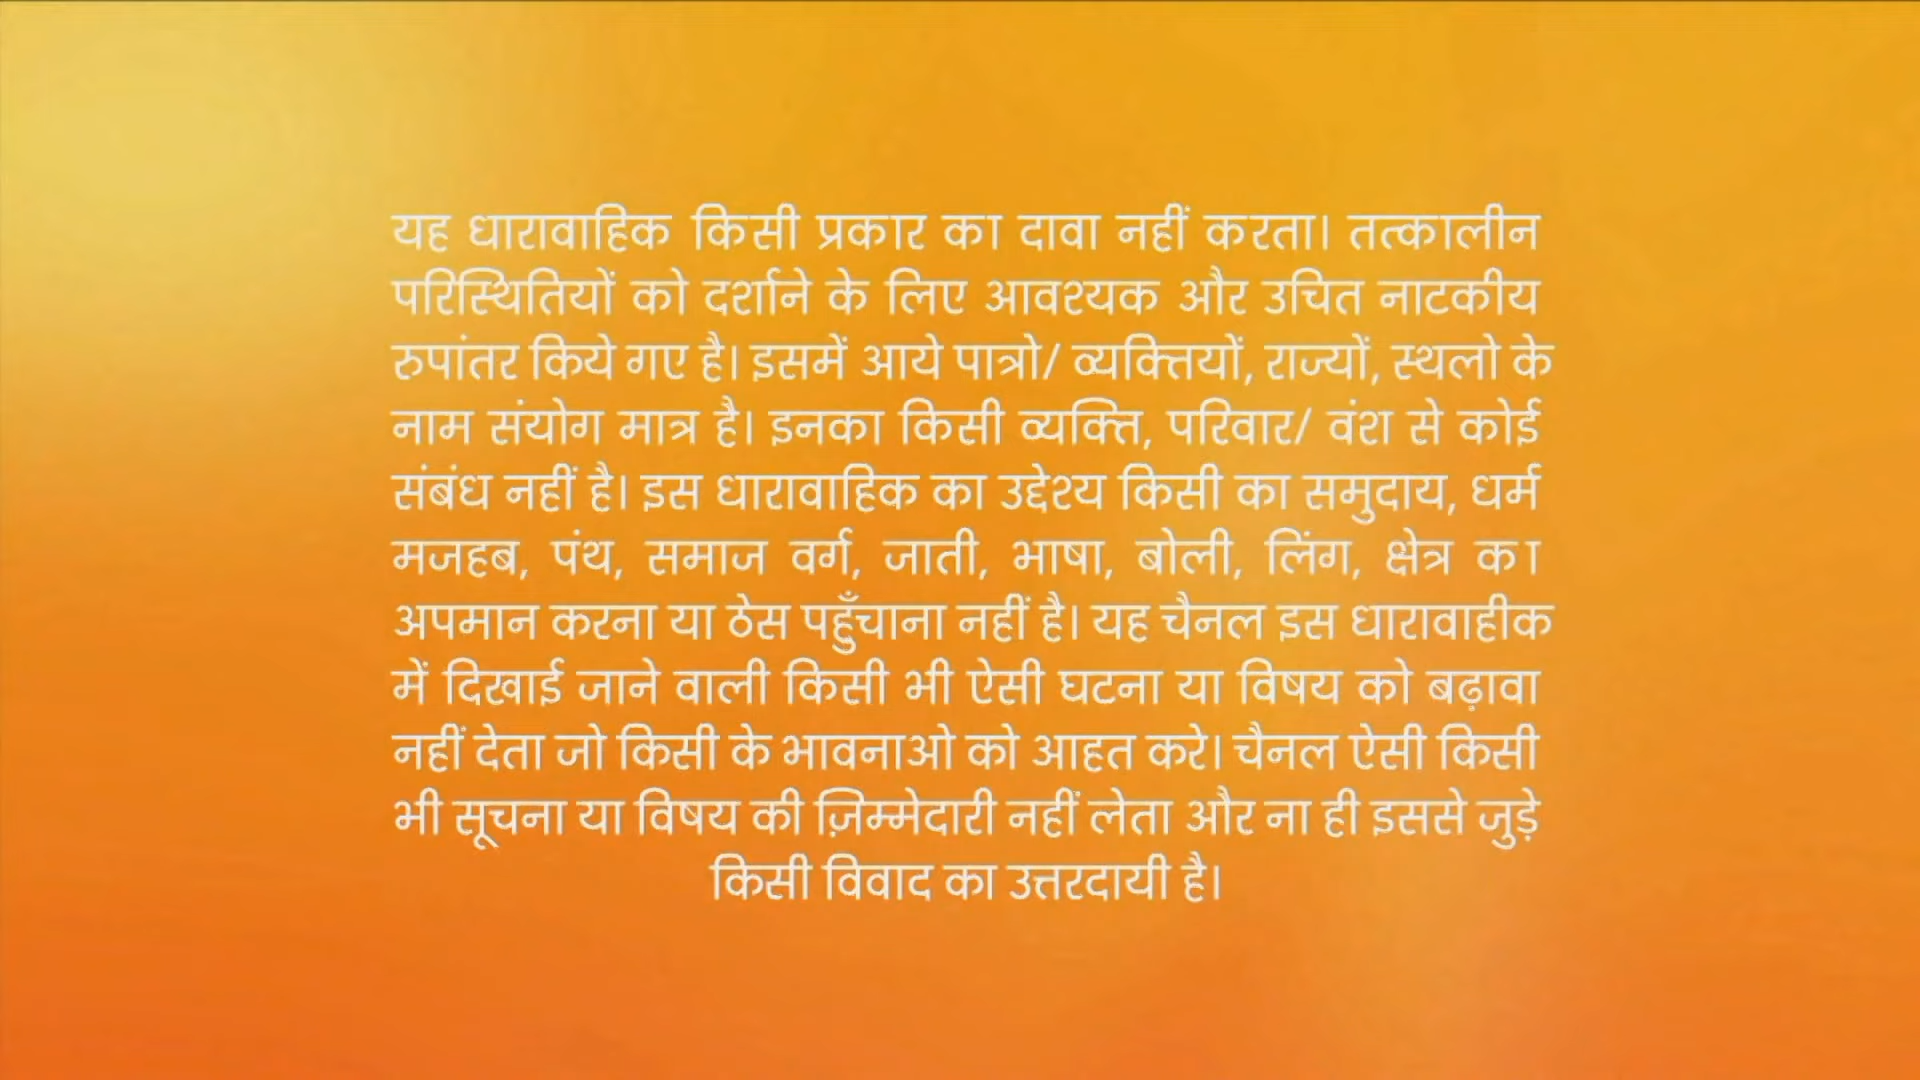 यह धारावाहिक किसी प्रकार का दावा नहीं करता। तत्कालीन
परिस्थितियों को दर्शाने के लिए आवश्यक और उचित नाटकीय
रुपांतर किये गए है। इसमें आये पात्रो/ व्यक्तियों, राज्यों, स्थलो के
नाम संयोग मात्र है। इनका किसी व्यक्ति, परिवार/ वंश से कोई
संबंध नहीं है। इस धारावाहिक का उद्देश्य किसी का समुदाय, धर्म
मजहब, पंथ, समाज वर्ग, जाती, भाषा, बोली, लिंग, क्षेत्र का
अपमान करना या ठेस पहुँचाना नहीं है। यह चैनल इस धारावाहीक
में दिखाई जाने वाली किसी भी ऐसी घटना या विषय को बढ़ावा
नहीं देता जो किसी के भावनाओ को आहत करे। चैनल ऐसी किसी
भी सूचना या विषय की ज़िम्मेदारी नहीं लेता और ना ही इससे जुड़े
किसी विवाद का उत्तरदायी है।